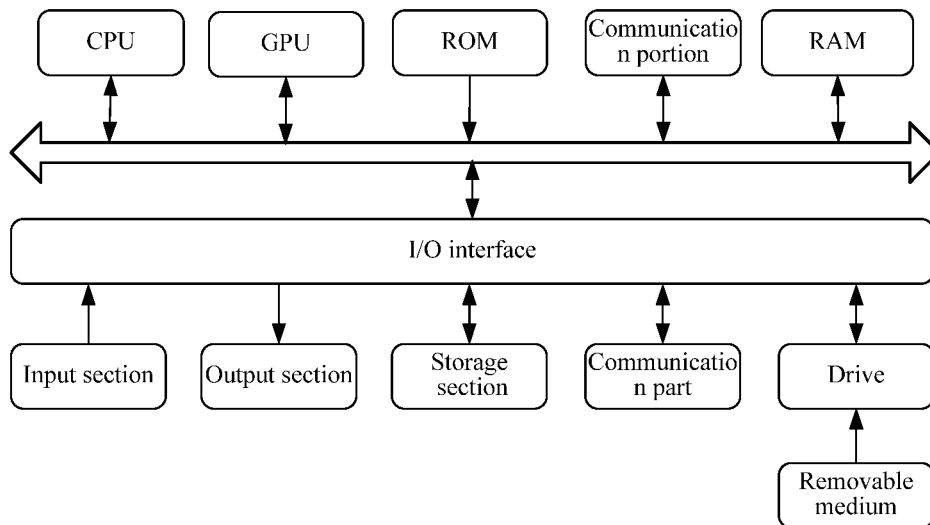 CPU
GPU
ROM
Communicatio
n portion
RAM
I/O interface
Input section
Output section
Storage
section
Communicatio
n part
Drive
Removable
medium